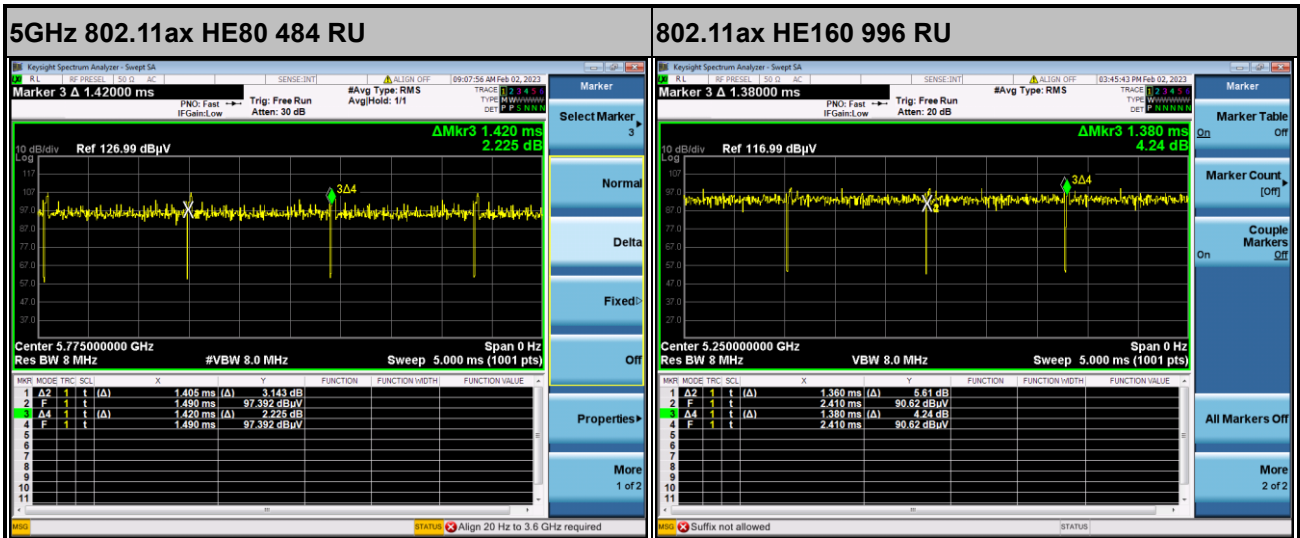 5GHz 802.11ax HE80 484 RU
Keysight Spectrum Analyzer - Swept SA
RL RF PRESEL 50 Ω AC SENSE:INT ALIGN OFF 09:07:56 AM Feb 02, 2023
Marker 3 Δ 1.42000 ms
PNO: Fast Trig: Free Run #Avg Type: RMS TRACE 1 2 3 4 5 6
IFGain:Low Atten: 30 dB Avg|Hold: 1/1 TYPE MWWWWW
DET P P S N N N
ΔMkr3 1.420 ms
2.225 dB
10 dB/div Ref 126.99 dBµV
Log
117
107
97.0
87.0
77.0
67.0
57.0
47.0
37.0
3Δ4
Center 5.775000000 GHz Span 0 Hz
Res BW 8 MHz #VBW 8.0 MHz Sweep 5.000 ms (1001 pts)
MKR MODE TRC SCL X Y FUNCTION FUNCTION WIDTH FUNCTION VALUE
1 Δ2 1 t (Δ) 1.405 ms (Δ) 3.143 dB
2 F 1 t 1.490 ms 97.392 dBµV
3 Δ4 1 t (Δ) 1.420 ms (Δ) 2.225 dB
4 F 1 t 1.490 ms 97.392 dBµV
5
6
7
8
9
10
11
MSG STATUS Align 20 Hz to 3.6 GHz required
Marker
Select Marker
3
Normal
Delta
Fixed
Off
Properties
More
1 of 2
802.11ax HE160 996 RU
Keysight Spectrum Analyzer - Swept SA
RL RF PRESEL 50 Ω AC SENSE:INT ALIGN OFF 03:45:43 PM Feb 02, 2023
Marker 3 Δ 1.38000 ms
PNO: Fast Trig: Free Run #Avg Type: RMS TRACE 1 2 3 4 5 6
IFGain:Low Atten: 20 dB TYPE WWWWWW
DET P N N N N N
ΔMkr3 1.380 ms
4.24 dB
10 dB/div Ref 116.99 dBµV
Log
107
97.0
87.0
77.0
67.0
57.0
47.0
37.0
27.0
3Δ4
Center 5.250000000 GHz Span 0 Hz
Res BW 8 MHz VBW 8.0 MHz Sweep 5.000 ms (1001 pts)
MKR MODE TRC SCL X Y FUNCTION FUNCTION WIDTH FUNCTION VALUE
1 Δ2 1 t (Δ) 1.360 ms (Δ) 5.61 dB
2 F 1 t 2.410 ms 90.62 dBµV
3 Δ4 1 t (Δ) 1.380 ms (Δ) 4.24 dB
4 F 1 t 2.410 ms 90.62 dBµV
5
6
7
8
9
10
11
MSG Suffix not allowed STATUS
Marker
Marker Table
On Off
Marker Count
[Off]
Couple
Markers
On Off
All Markers Off
More
2 of 2